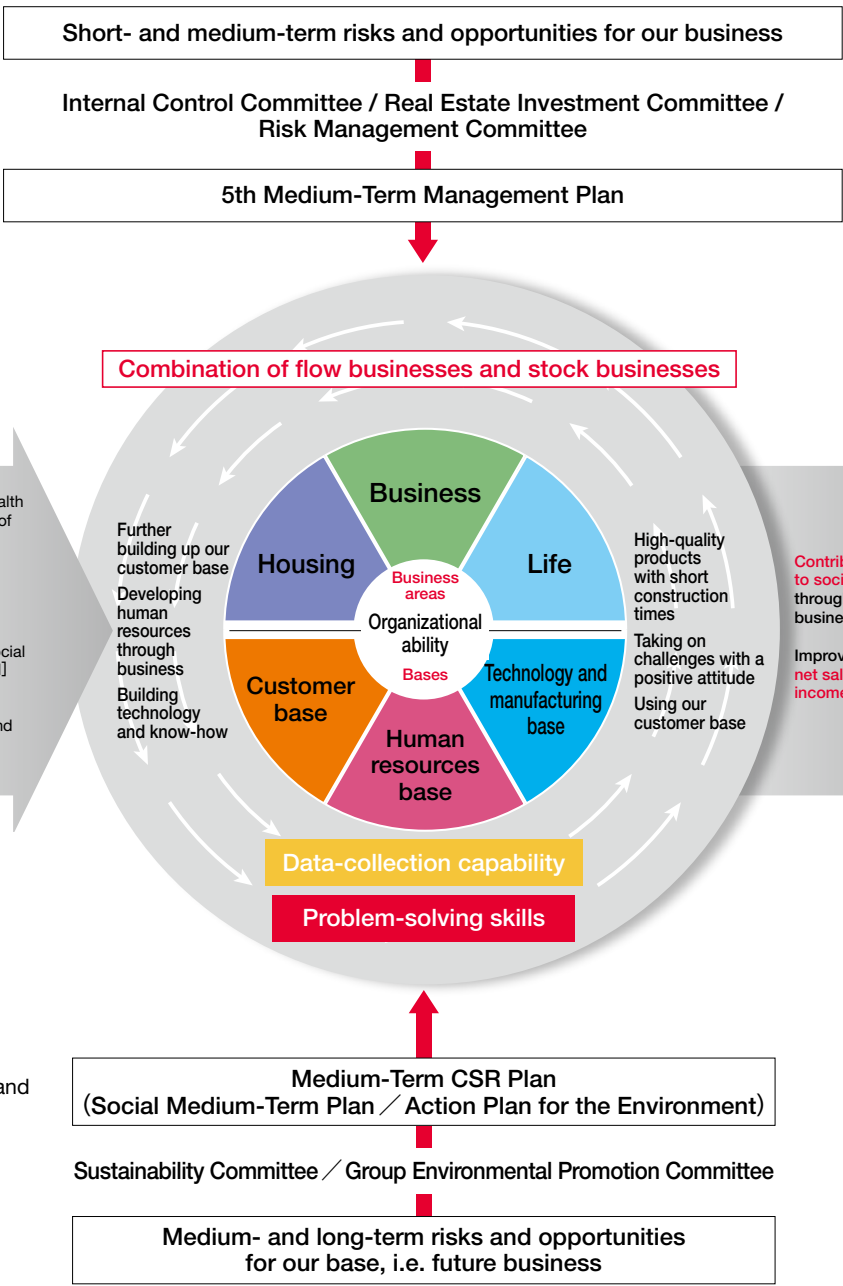 Short- and medium-term risks and opportunities for our business
Internal Control Committee / Real Estate Investment Committee /
Risk Management Committee
5th Medium-Term Management Plan
Combination of flow businesses and stock businesses
of
Further
building up our
customer base
Developing
human
resources
through
business
Building
technology
and know-how
Housing
Business
Life
Business
areas
Organizational
ability
Bases
Customer
base
Human
resources
base
Technology and
manufacturing
base
High-quality
products
with short
construction
times
Taking on
challenges with a
positive attitude
Using our
customer base
to
through
net
Data-collection capability
Problem-solving skills
and
Medium-Term CSR Plan
(Social Medium-Term Plan／Action Plan for the Environment)
Sustainability Committee／Group Environmental Promotion Committee
Medium- and long-term risks and opportunities
for our base, i.e. future business